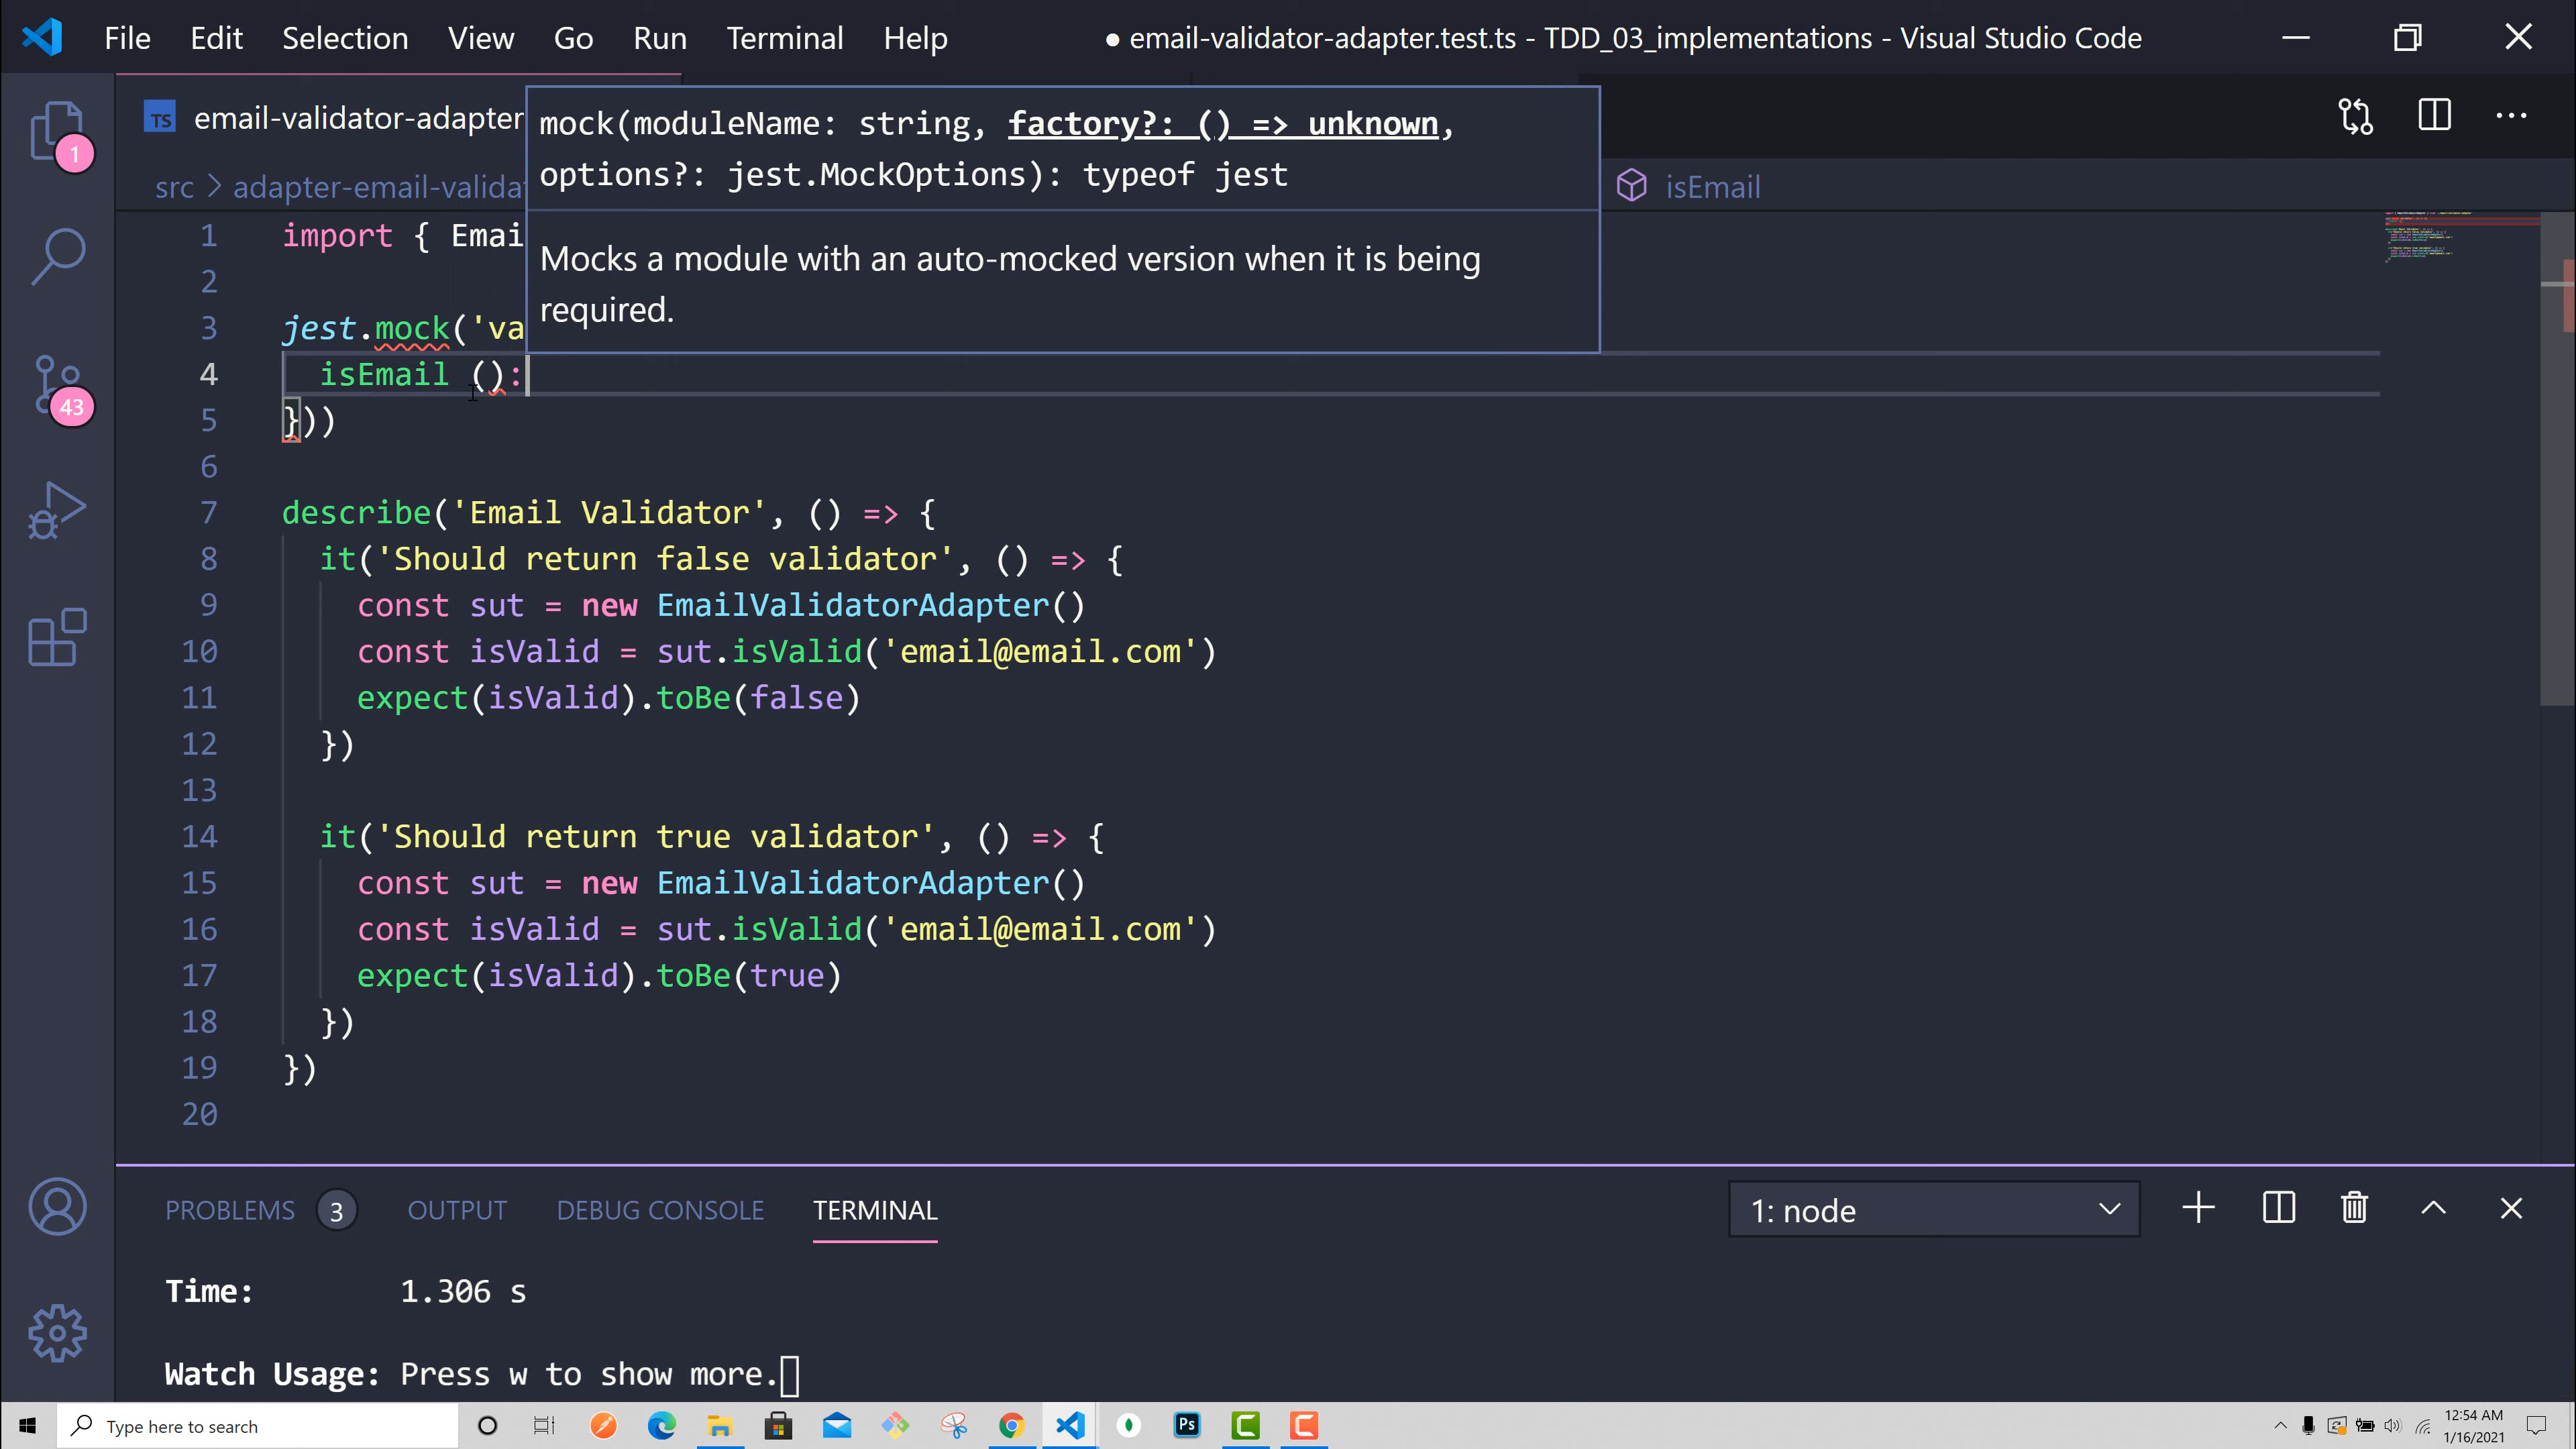 File Edit Selection View Go Run Terminal Help ● email-validator-adapter.test.ts - TDD_03_implementations - Visual Studio Code
TS email-validator-adapter
mock(moduleName: string, factory?: () => unknown,
options?: jest.MockOptions): typeof jest
Mocks a module with an auto-mocked version when it is being
required.
src > adapter-email-validat
isEmail
1 import { Emai
2
3 jest.mock('va
4 isEmail ():
5 }))
6
7 describe('Email Validator', () => {
8 it('Should return false validator', () => {
9 const sut = new EmailValidatorAdapter()
10 const isValid = sut.isValid('email@email.com')
11 expect(isValid).toBe(false)
12 })
13
14 it('Should return true validator', () => {
15 const sut = new EmailValidatorAdapter()
16 const isValid = sut.isValid('email@email.com')
17 expect(isValid).toBe(true)
18 })
19 })
20
1
43
PROBLEMS 3 OUTPUT DEBUG CONSOLE TERMINAL 1: node
Time: 1.306 s
Watch Usage: Press w to show more.
Type here to search
Ps
12:54 AM
1/16/2021